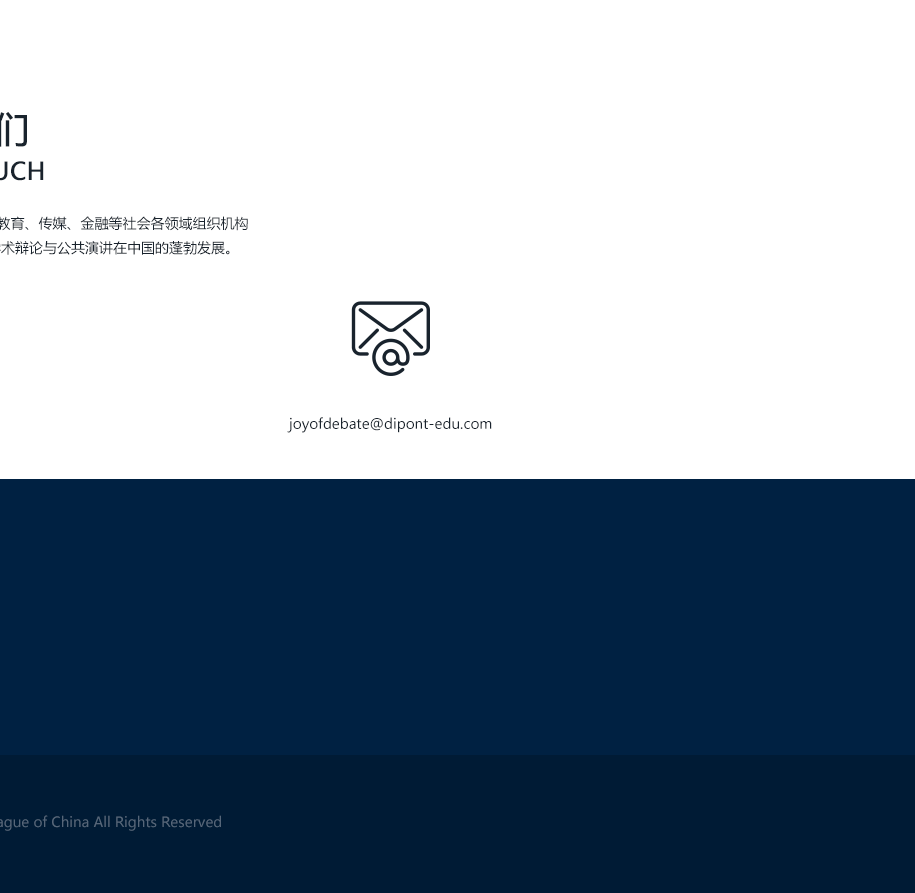 们
UCH
教育、传媒、金融等社会各领域组织机构
术辩论与公共演讲在中国的蓬勃发展。
joyofdebate@dipont-edu.com
ague of China All Rights Reserved